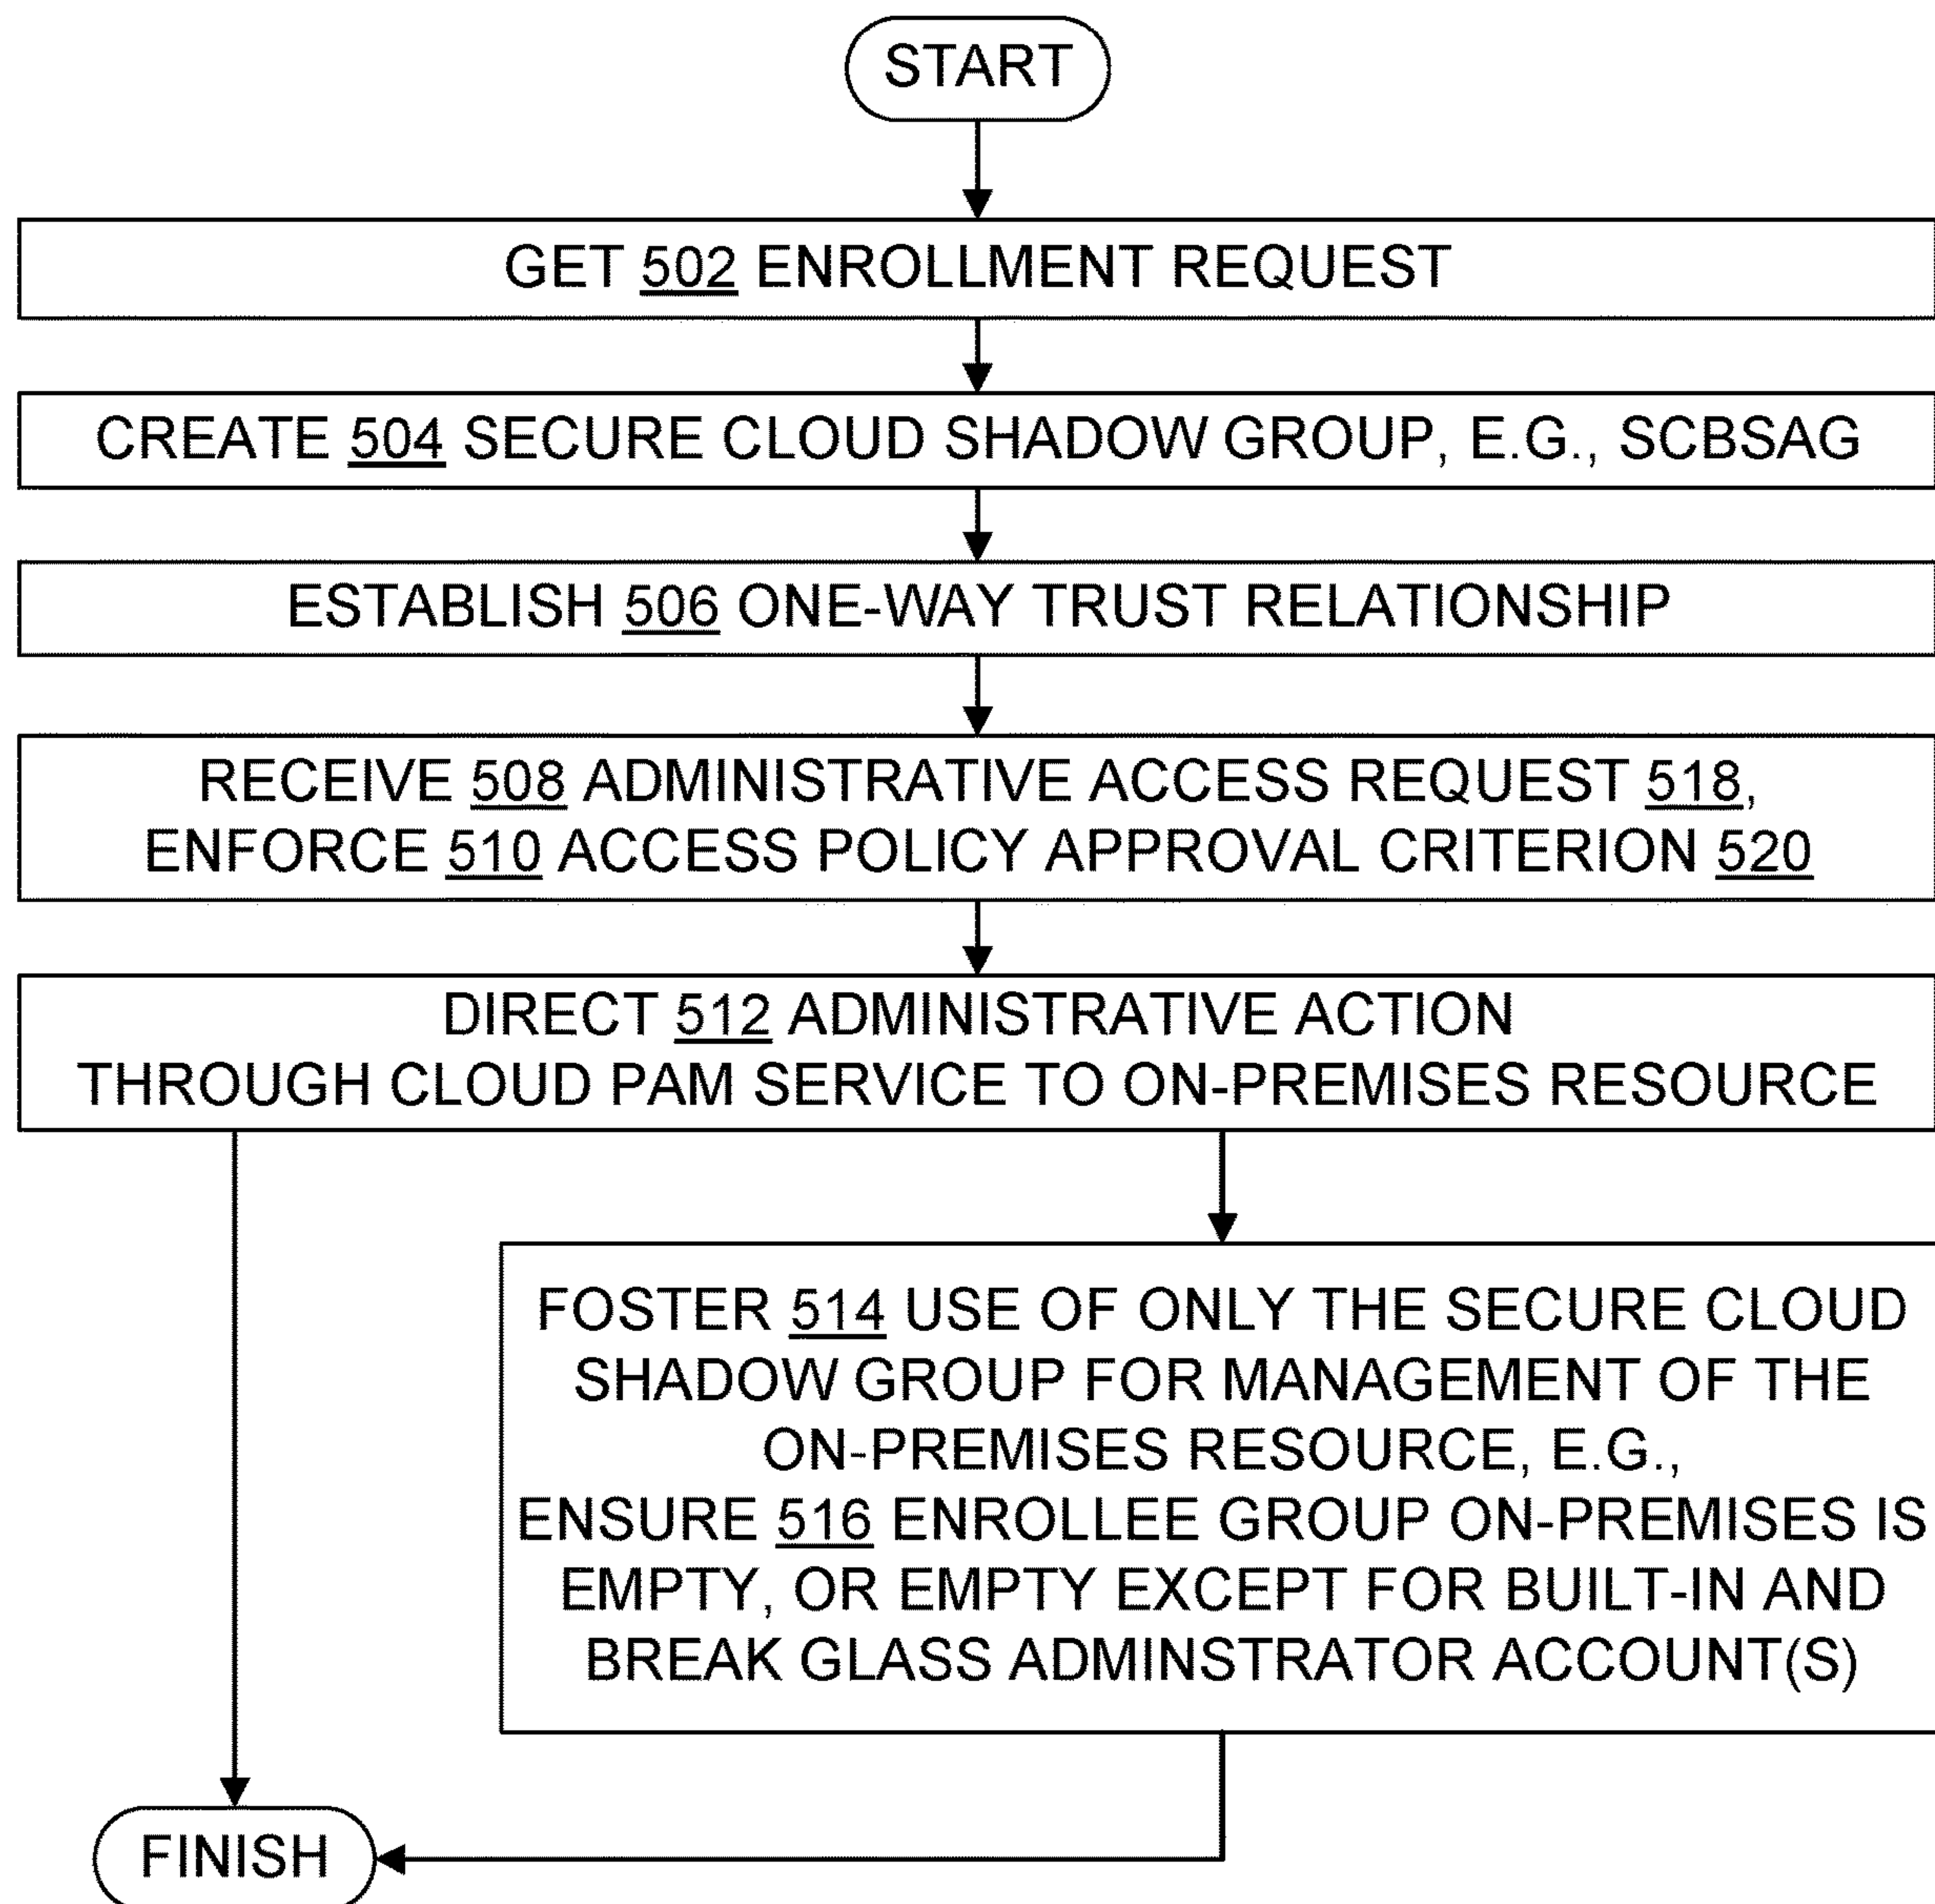 START
GET 502 ENROLLMENT REQUEST
CREATE 504 SECURE CLOUD SHADOW GROUP, E.G., SCBSAG
ESTABLISH 506 ONE-WAY TRUST RELATIONSHIP
RECEIVE 508 ADMINISTRATIVE ACCESS REQUEST 518,
ENFORCE 510 ACCESS POLICY APPROVAL CRITERION 520
DIRECT 512 ADMINISTRATIVE ACTION
THROUGH CLOUD PAM SERVICE TO ON-PREMISES RESOURCE
FOSTER 514 USE OF ONLY THE SECURE CLOUD
SHADOW GROUP FOR MANAGEMENT OF THE
ON-PREMISES RESOURCE, E.G.,
ENSURE 516 ENROLLEE GROUP ON-PREMISES IS
EMPTY, OR EMPTY EXCEPT FOR BUILT-IN AND
BREAK GLASS ADMINSTRATOR ACCOUNT(S)
FINISH